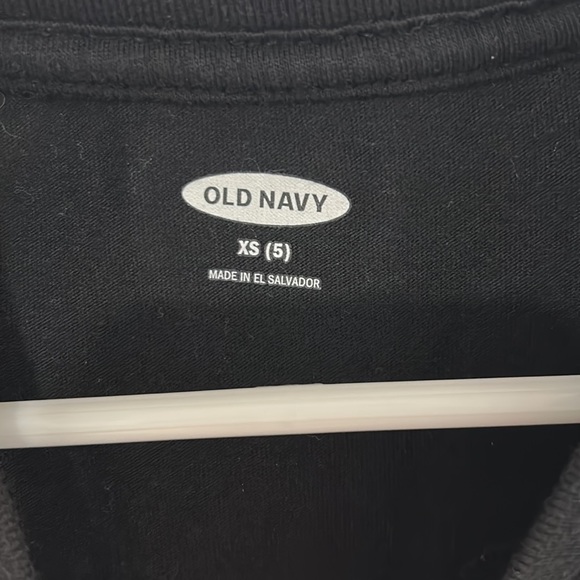 OLD NAVY
XS (5)
MADE IN EL SALVADOR